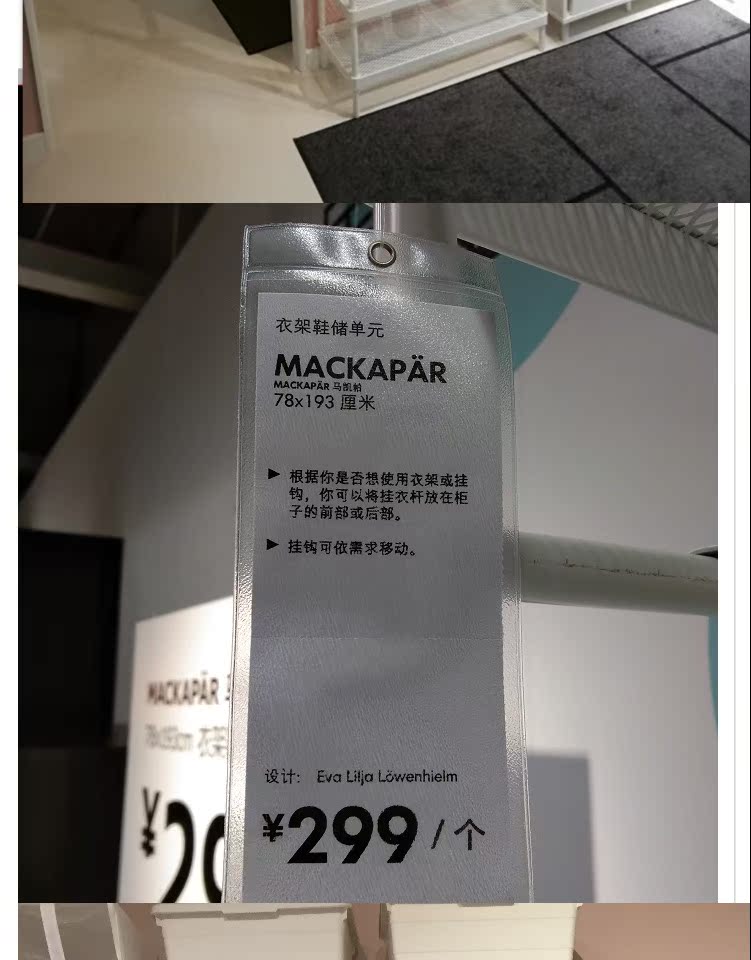 衣架鞋储单元
MACKAPÄR
MACKAPÄR 马凯帕
78x193 厘米
▶ 根据你是否想使用衣架或挂
钩，你可以将挂衣杆放在柜
子的前部或后部。
▶ 挂钩可依需求移动。
设计: Eva Lilja Löwenhielm
¥299 / 个
MACKAPÄR
78x193cm 衣架
¥29